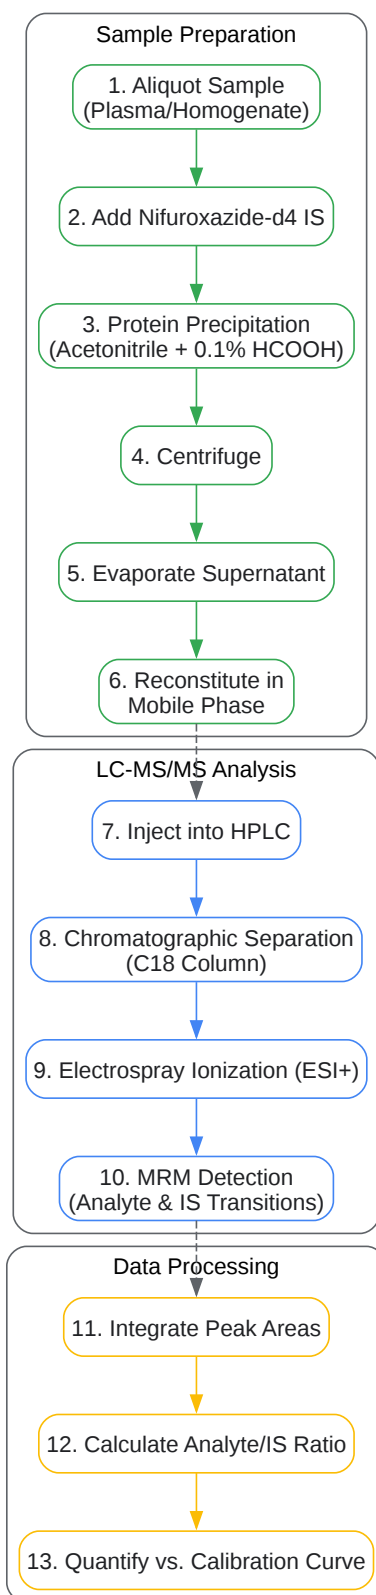 Sample Preparation
1. Aliquot Sample
(Plasma/Homogenate)
2. Add Nifuroxazide-d4 IS
3. Protein Precipitation
(Acetonitrile + 0.1% HCOOH)
4. Centrifuge
5. Evaporate Supernatant
6. Reconstitute in
Mobile Phase
LC-MS/MS Analysis
7. Inject into HPLC
8. Chromatographic Separation
(C18 Column)
9. Electrospray Ionization (ESI+)
10. MRM Detection
(Analyte & IS Transitions)
Data Processing
11. Integrate Peak Areas
12. Calculate Analyte/IS Ratio
13. Quantify vs. Calibration Curve